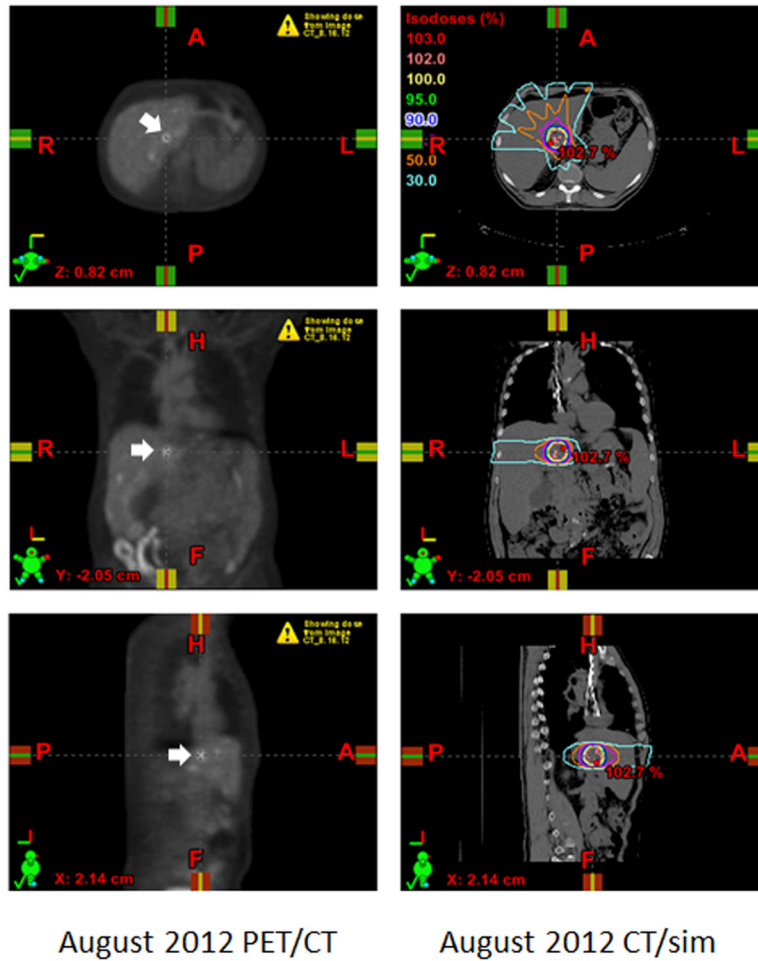 Showing dose
from image
CT_8.16.12
A
R
L
P
Z: 0.82 cm
Isodoses (%)
103.0
102.0
100.0
95.0
90.0
50.0
30.0
A
R
L
P
102.7 %
Z: 0.82 cm
Showing dose
from image
CT_8.16.12
H
R
L
F
Y: -2.05 cm
H
R
L
F
102.7 %
Y: -2.05 cm
Showing dose
from image
CT_8.16.12
H
P
A
F
X: 2.14 cm
H
P
A
F
102.7 %
X: 2.14 cm
August 2012 PET/CT
August 2012 CT/sim